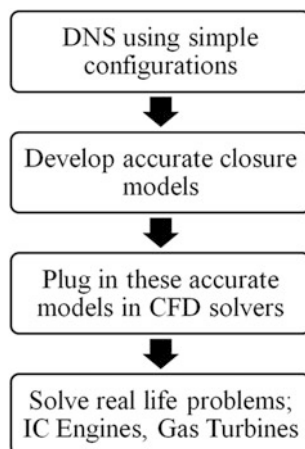 DNS using simple
configurations
Develop accurate closure
models
Plug in these accurate
models in CFD solvers
Solve real life problems;
IC Engines, Gas Turbines